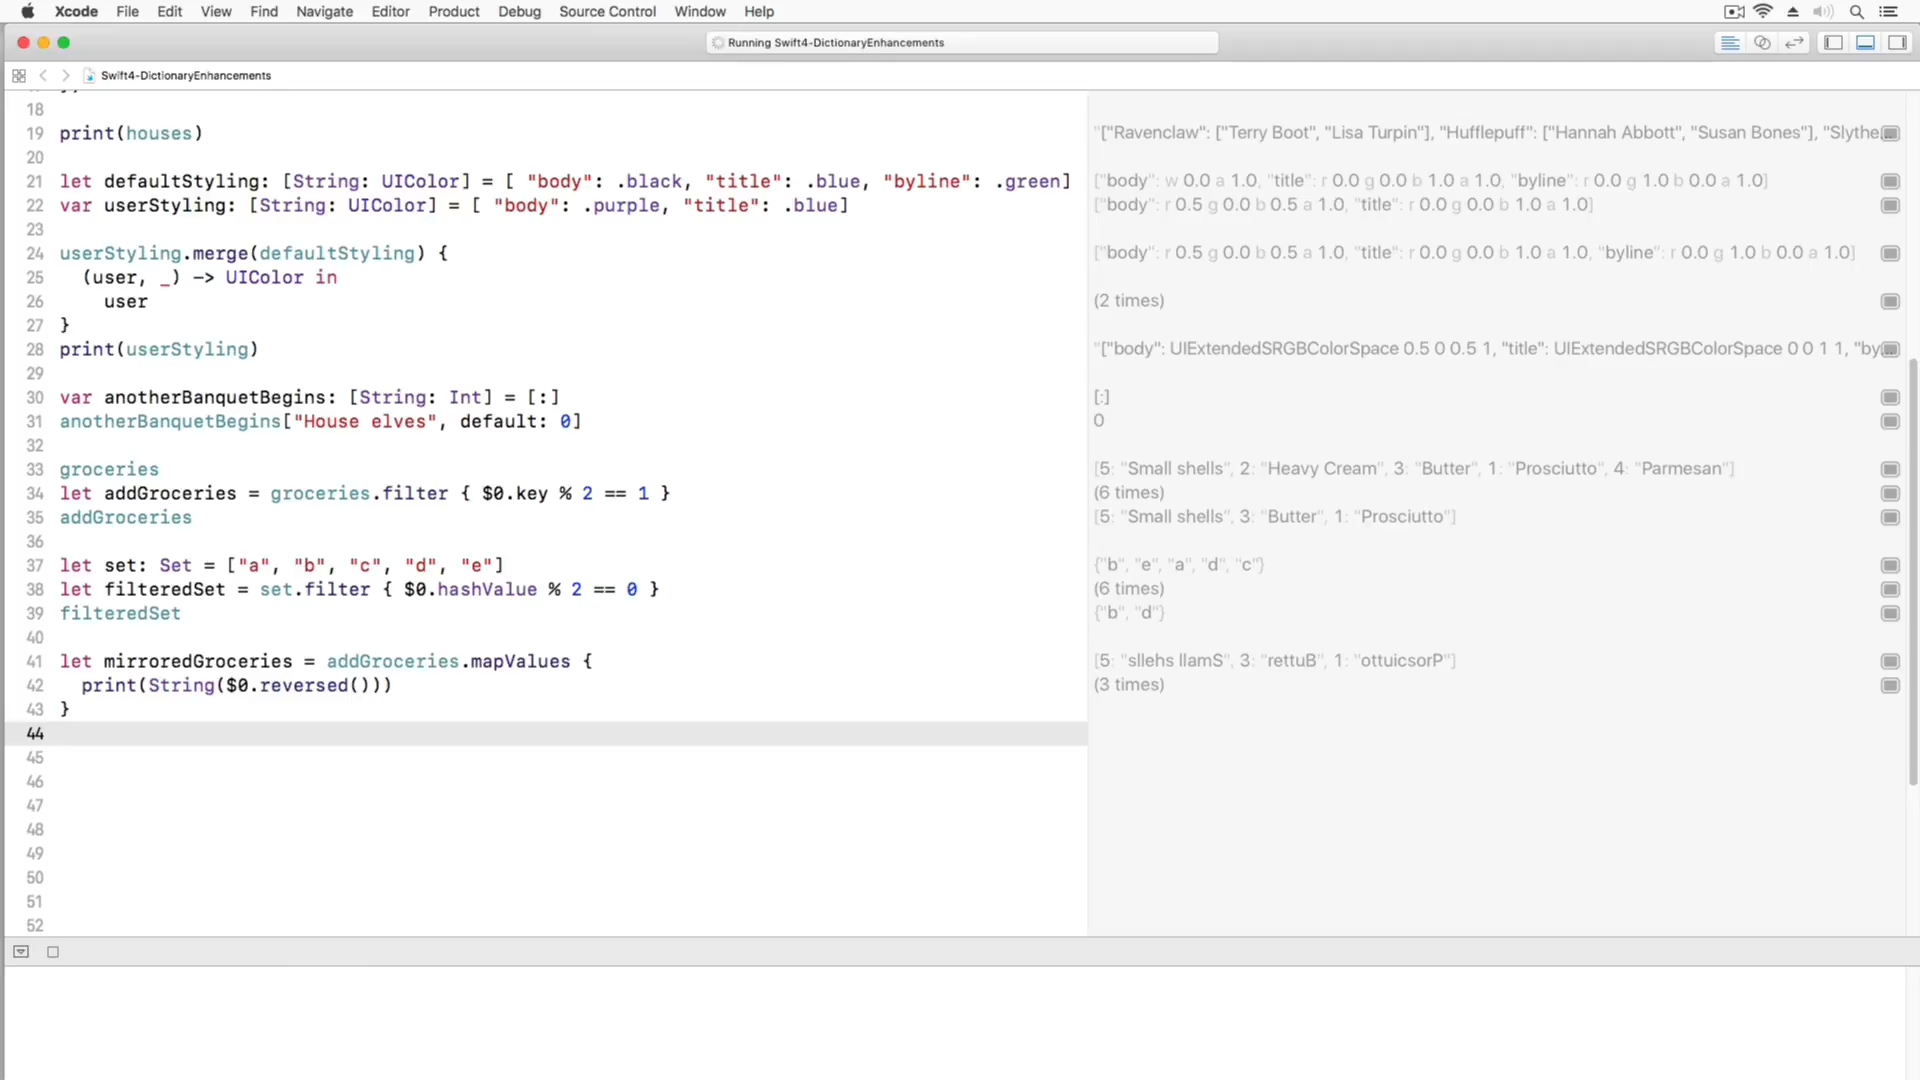 Xcode File Edit View Find Navigate Editor Product Debug Source Control Window Help
Running Swift4-DictionaryEnhancements
Swift4-DictionaryEnhancements
18
19 print(houses)
"["Ravenclaw": ["Terry Boot", "Lisa Turpin"], "Hufflepuff": ["Hannah Abbott", "Susan Bones"], "Slythe...
20
21 let defaultStyling: [String: UIColor] = [ "body": .black, "title": .blue, "byline": .green]
["body": w 0.0 a 1.0, "title": r 0.0 g 0.0 b 1.0 a 1.0, "byline": r 0.0 g 1.0 b 0.0 a 1.0]
22 var userStyling: [String: UIColor] = [ "body": .purple, "title": .blue]
["body": r 0.5 g 0.0 b 0.5 a 1.0, "title": r 0.0 g 0.0 b 1.0 a 1.0]
23
24 userStyling.merge(defaultStyling) {
["body": r 0.5 g 0.0 b 0.5 a 1.0, "title": r 0.0 g 0.0 b 1.0 a 1.0, "byline": r 0.0 g 1.0 b 0.0 a 1.0]
25 (user, _) -> UIColor in
26 user
(2 times)
27 }
28 print(userStyling)
"["body": UIExtendedSRGBColorSpace 0.5 0 0.5 1, "title": UIExtendedSRGBColorSpace 0 0 1 1, "by...
29
30 var anotherBanquetBegins: [String: Int] = [:]
[:]
31 anotherBanquetBegins["House elves", default: 0]
0
32
33 groceries
[5: "Small shells", 2: "Heavy Cream", 3: "Butter", 1: "Prosciutto", 4: "Parmesan"]
34 let addGroceries = groceries.filter { $0.key % 2 == 1 }
(6 times)
35 addGroceries
[5: "Small shells", 3: "Butter", 1: "Prosciutto"]
36
37 let set: Set = ["a", "b", "c", "d", "e"]
{"b", "e", "a", "d", "c"}
38 let filteredSet = set.filter { $0.hashValue % 2 == 0 }
(6 times)
39 filteredSet
{"b", "d"}
40
41 let mirroredGroceries = addGroceries.mapValues {
[5: "sllehs llamS", 3: "rettuB", 1: "ottuicsorP"]
42 print(String($0.reversed()))
(3 times)
43 }
44
45
46
47
48
49
50
51
52